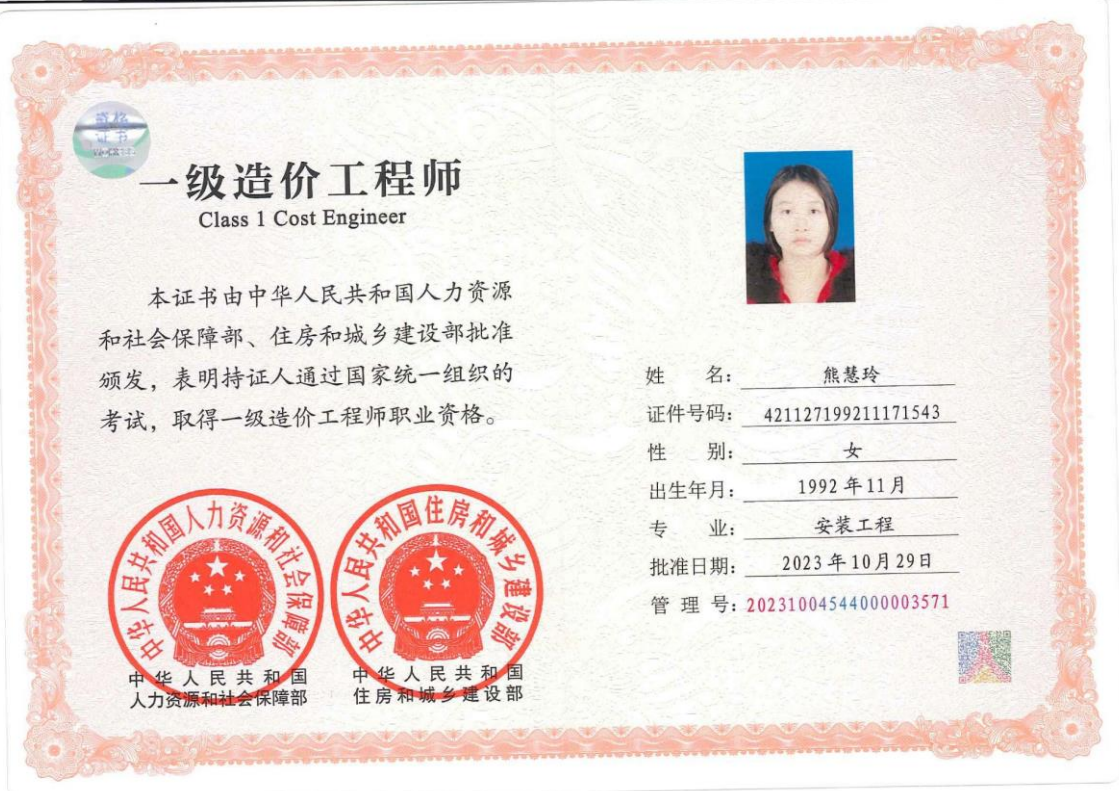 资格
证书
一级造价工程师
Class 1 Cost Engineer
本证书由中华人民共和国人力资源
和社会保障部、住房和城乡建设部批准
颁发，表明持证人通过国家统一组织的
考试，取得一级造价工程师职业资格。
姓 名：熊慧玲
证件号码：421127199211171543
性 别：女
出生年月：1992年11月
专 业：安装工程
批准日期：2023年10月29日
管 理 号：20231004544000003571
中华人民共和国人力资源和社会保障部
中华人民共和国住房和城乡建设部
中华人民共和国
人力资源和社会保障部
中华人民共和国
住房和城乡建设部